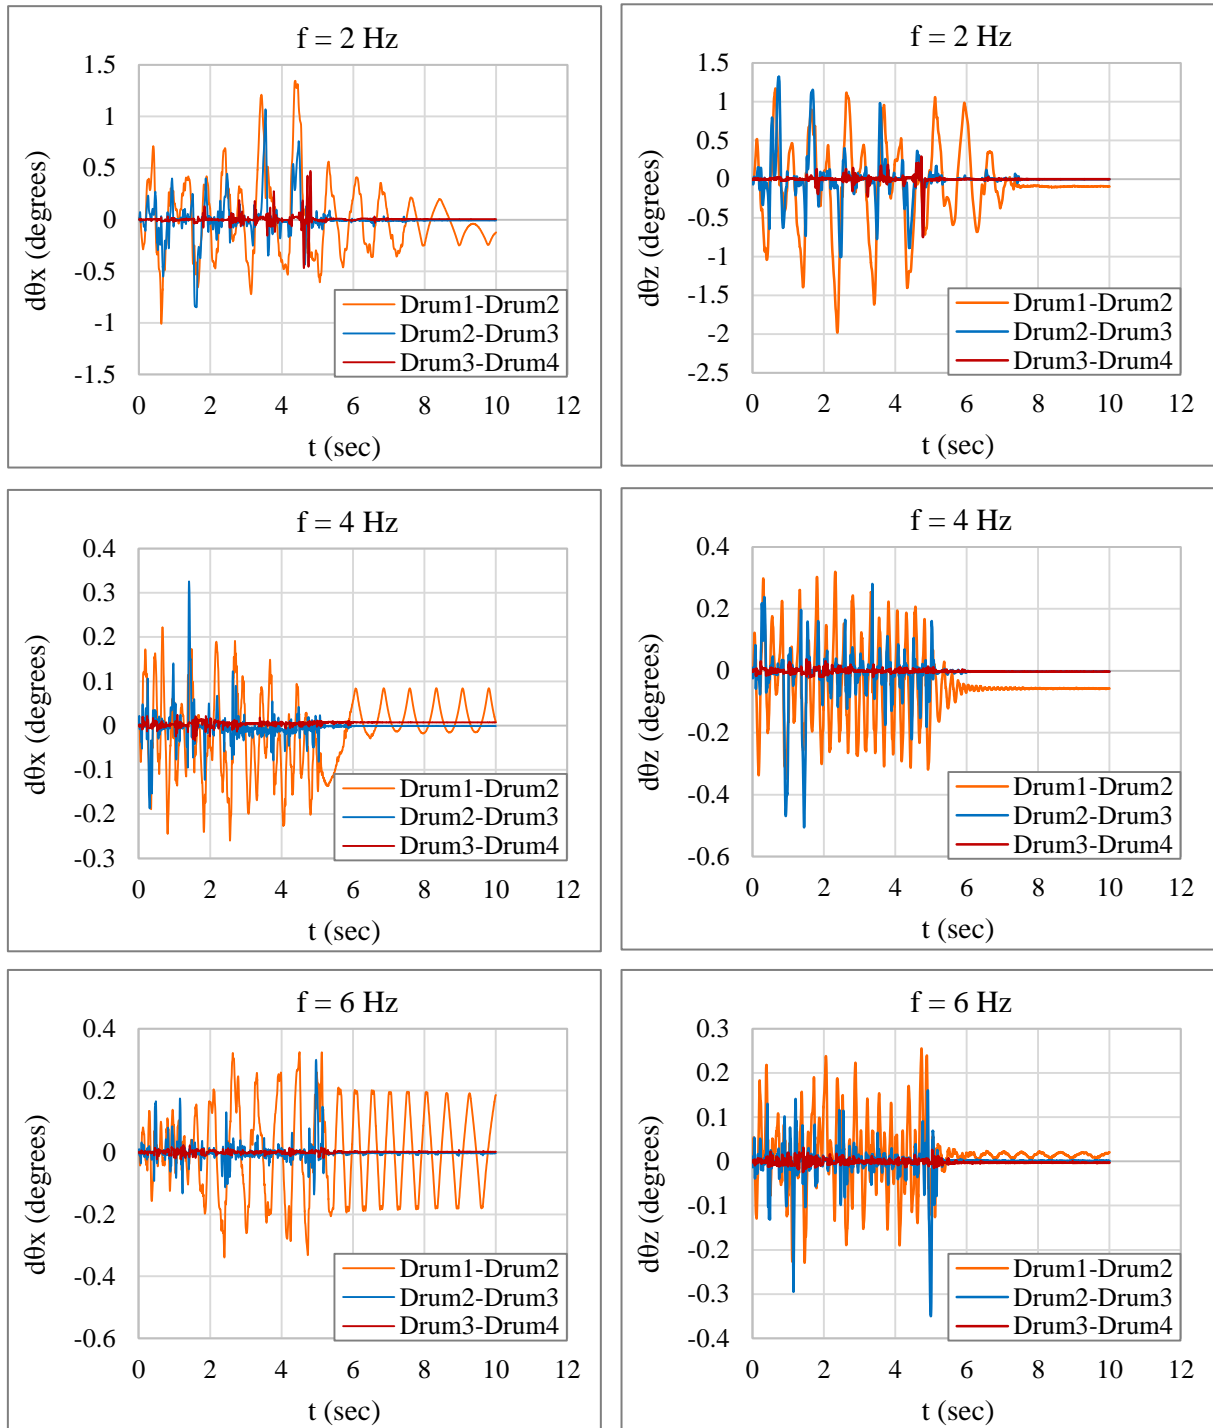 f = 2 Hz
dθx (degrees)
1.5
1
0.5
0
-0.5
-1
-1.5
Drum1-Drum2
Drum2-Drum3
Drum3-Drum4
0 2 4 6 8 10 12
t (sec)
f = 2 Hz
dθz (degrees)
1.5
1
0.5
0
-0.5
-1
-1.5
-2
-2.5
Drum1-Drum2
Drum2-Drum3
Drum3-Drum4
0 2 4 6 8 10 12
t (sec)
f = 4 Hz
dθx (degrees)
0.4
0.3
0.2
0.1
0
-0.1
-0.2
-0.3
Drum1-Drum2
Drum2-Drum3
Drum3-Drum4
0 2 4 6 8 10 12
t (sec)
f = 4 Hz
dθz (degrees)
0.4
0.2
0
-0.2
-0.4
-0.6
Drum1-Drum2
Drum2-Drum3
Drum3-Drum4
0 2 4 6 8 10 12
t (sec)
f = 6 Hz
dθx (degrees)
0.4
0.2
0
-0.2
-0.4
-0.6
Drum1-Drum2
Drum2-Drum3
Drum3-Drum4
0 2 4 6 8 10 12
t (sec)
f = 6 Hz
dθz (degrees)
0.3
0.2
0.1
0
-0.1
-0.2
-0.3
-0.4
Drum1-Drum2
Drum2-Drum3
Drum3-Drum4
0 2 4 6 8 10 12
t (sec)